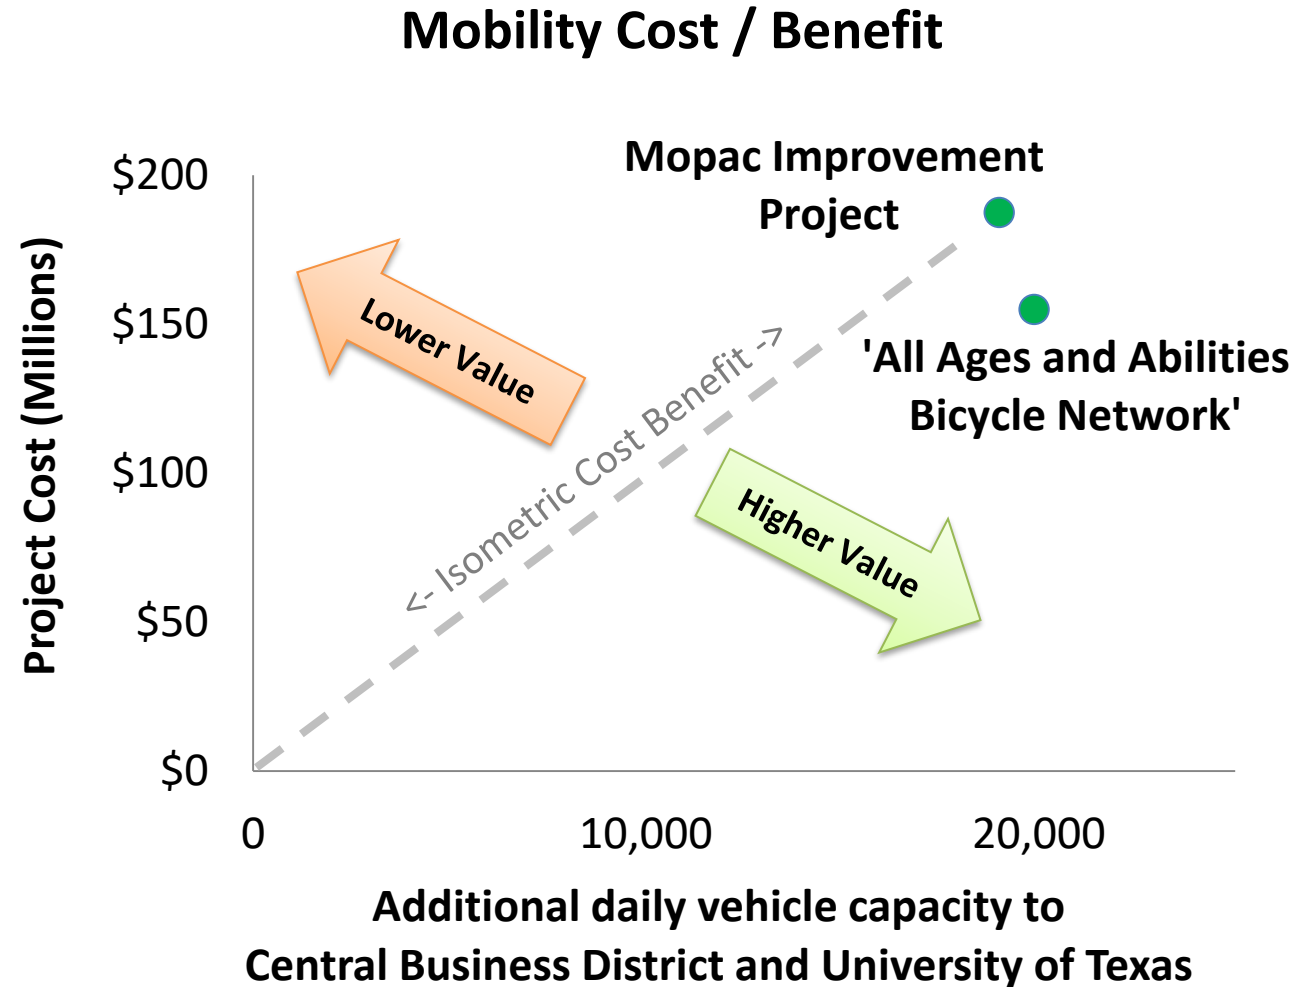 Mobility Cost / Benefit
Mopac Improvement
Project
$200
$150
$100
$50
$0
Project Cost (Millions)
Lower Value
<- Isometric Cost Benefit ->
'All Ages and Abilities
Bicycle Network'
Higher Value
0
10,000
20,000
Additional daily vehicle capacity to
Central Business District and University of Texas